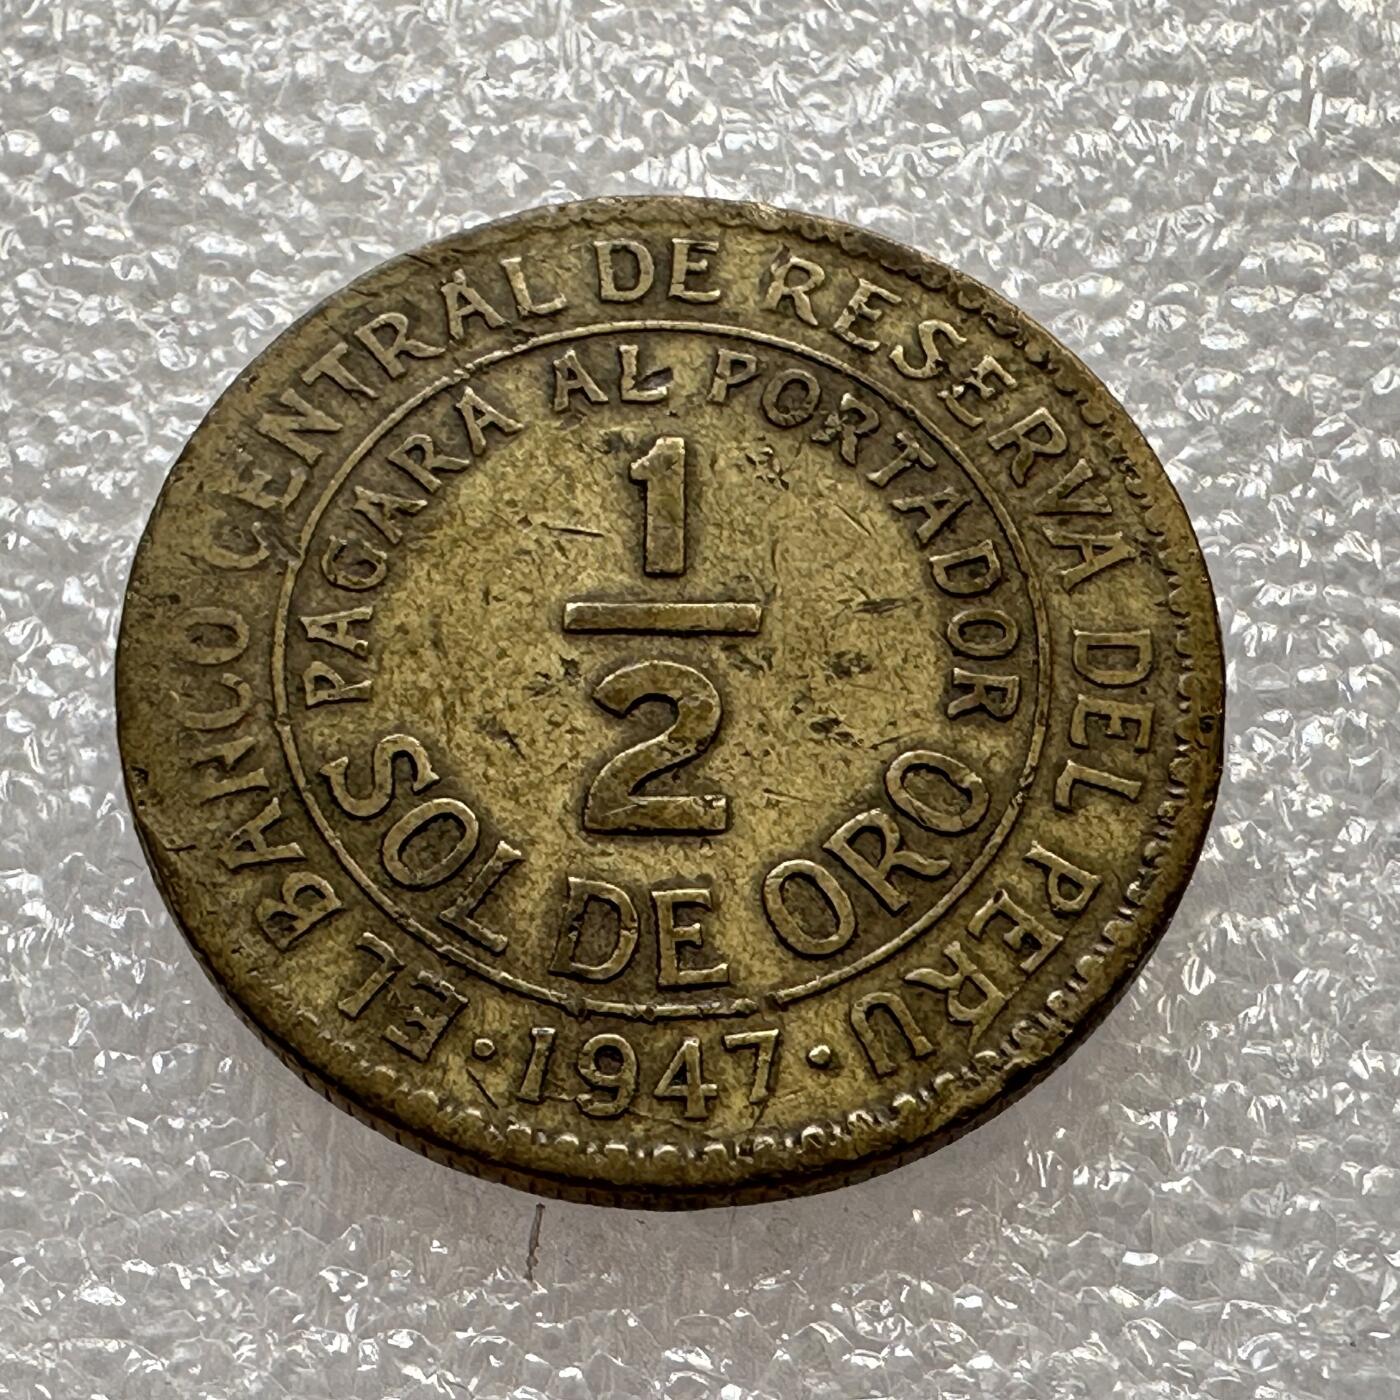 EL BANCO CENTRAL DE RESERVA DEL PERU
PAGARA AL PORTADOR
1
2
SOL DE ORO
· 1947 ·